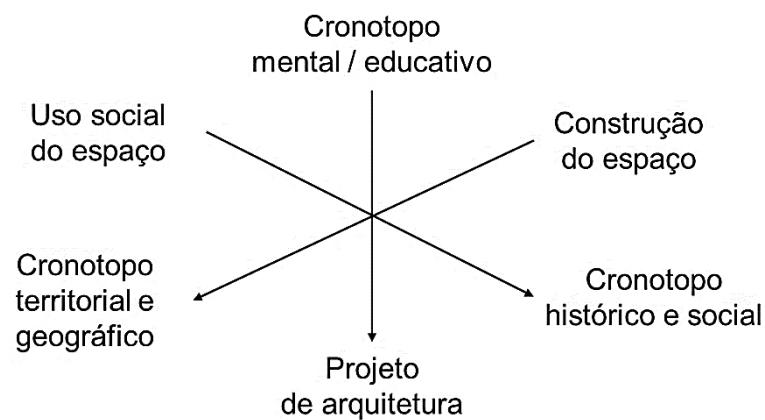 Cronotopo
mental / educativo
Uso social
do espaço
Construção
do espaço
Cronotopo
territorial e
geográfico
Cronotopo
histórico e social
Projeto
de arquitetura